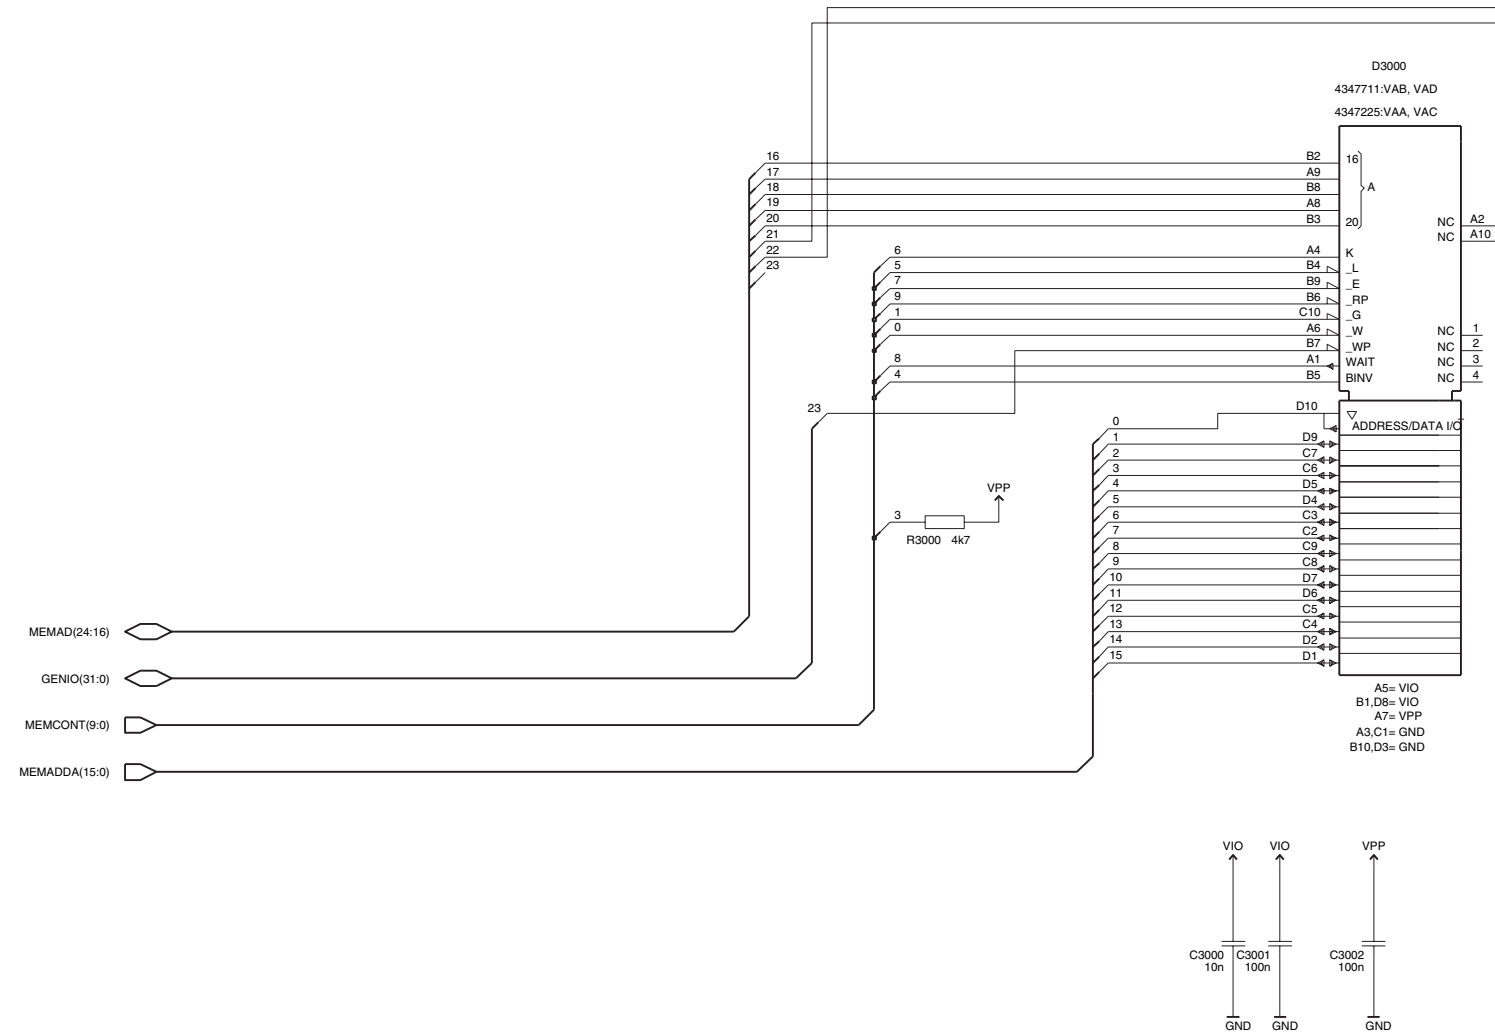 D3000
4347711:VAB, VAD
4347225:VAA, VAC
16 B2 16
17 A9
18 B8 A
19 A8
20 B3 20 NC A2
21 NC A10
22
23
6 A4 K
5 B4 _L
7 B9 _E
9 B6 _RP
1 C10 _G
0 A6 _W NC 1
B7 _WP NC 2
8 A1 WAIT NC 3
4 B5 BINV NC 4
23 D10
0 ADDRESS/DATA I/O
1 D9
2 C7
3 C6
4 D5
5 D4
6 C3
7 C2
8 C9
9 C8
10 D7
11 D6
12 C5
13 C4
14 D2
15 D1
VPP
3
R3000 4k7
MEMAD(24:16)
GENIO(31:0)
MEMCONT(9:0)
MEMADDA(15:0)
A5= VIO
B1,D8= VIO
A7= VPP
A3,C1= GND
B10,D3= GND
VIO VIO VPP
C3000 C3001 C3002
10n 100n 100n
GND GND GND